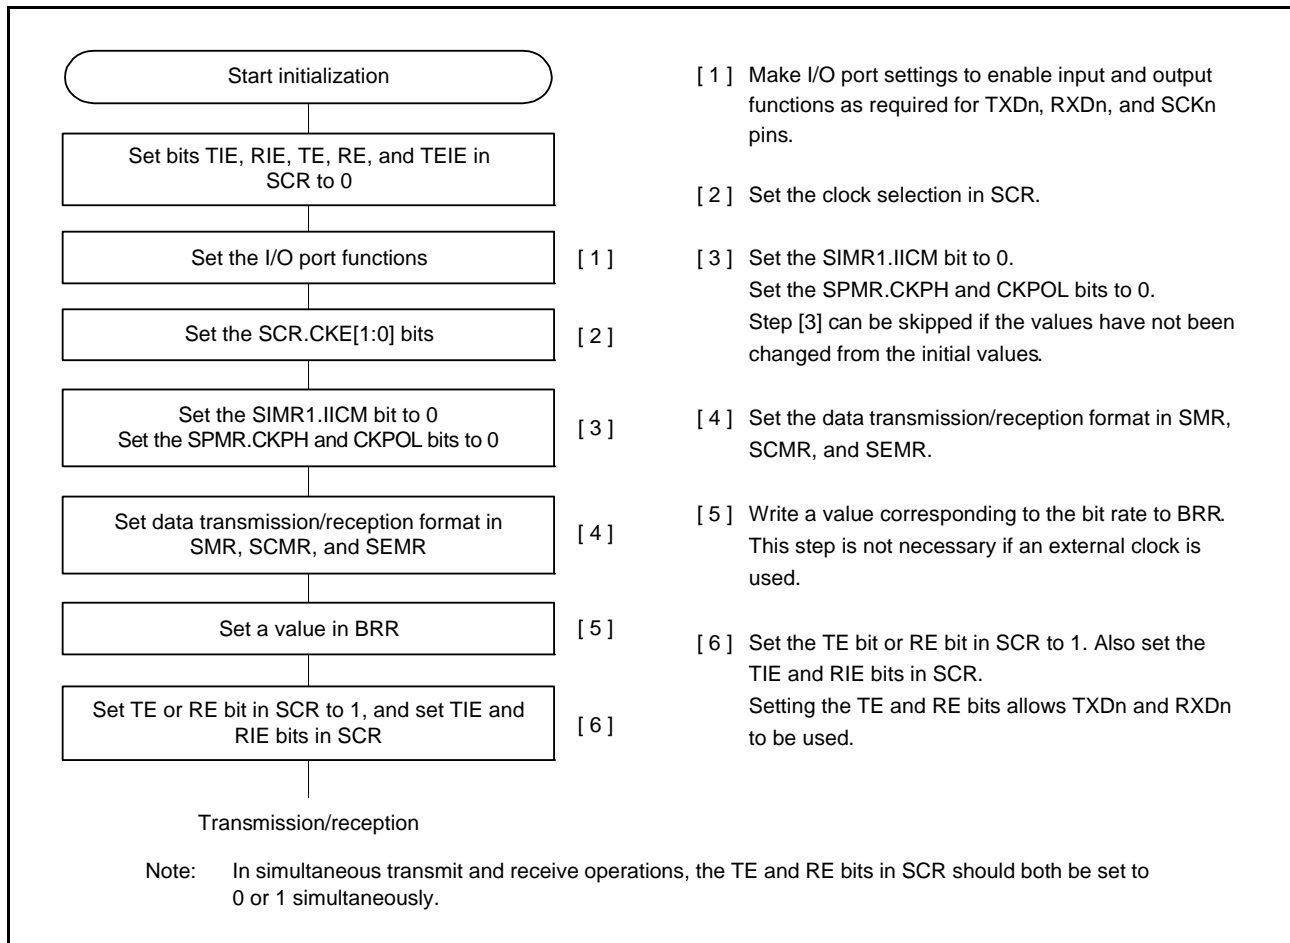 Start initialization
Set bits TIE, RIE, TE, RE, and TEIE in
SCR to 0
Set the I/O port functions
[ 1 ]
Set the SCR.CKE[1:0] bits
[ 2 ]
Set the SIMR1.IICM bit to 0
Set the SPMR.CKPH and CKPOL bits to 0
[ 3 ]
Set data transmission/reception format in
SMR, SCMR, and SEMR
[ 4 ]
Set a value in BRR
[ 5 ]
Set TE or RE bit in SCR to 1, and set TIE and
RIE bits in SCR
[ 6 ]
Transmission/reception
[ 1 ] Make I/O port settings to enable input and output
functions as required for TXDn, RXDn, and SCKn
pins.
[ 2 ] Set the clock selection in SCR.
[ 3 ] Set the SIMR1.IICM bit to 0.
Set the SPMR.CKPH and CKPOL bits to 0.
Step [3] can be skipped if the values have not been
changed from the initial values.
[ 4 ] Set the data transmission/reception format in SMR,
SCMR, and SEMR.
[ 5 ] Write a value corresponding to the bit rate to BRR.
This step is not necessary if an external clock is
used.
[ 6 ] Set the TE bit or RE bit in SCR to 1. Also set the
TIE and RIE bits in SCR.
Setting the TE and RE bits allows TXDn and RXDn
to be used.
Note: In simultaneous transmit and receive operations, the TE and RE bits in SCR should both be set to
0 or 1 simultaneously.